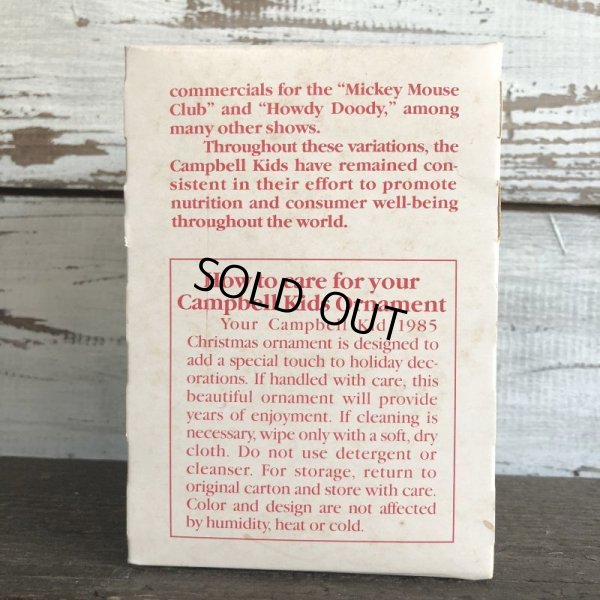 commercials for the “Mickey Mouse
Club” and “Howdy Doody,” among
many other shows.
Throughout these variations, the
Campbell Kids have remained con-
sistent in their effort to promote
nutrition and consumer well-being
throughout the world.
How to care for your
Campbell Kids Ornament
SOLD OUT
Your Campbell Kid 1985
Christmas ornament is designed to
add a special touch to holiday dec-
orations. If handled with care, this
beautiful ornament will provide
years of enjoyment. If cleaning is
necessary, wipe only with a soft, dry
cloth. Do not use detergent or
cleanser. For storage, return to
original carton and store with care.
Color and design are not affected
by humidity, heat or cold.